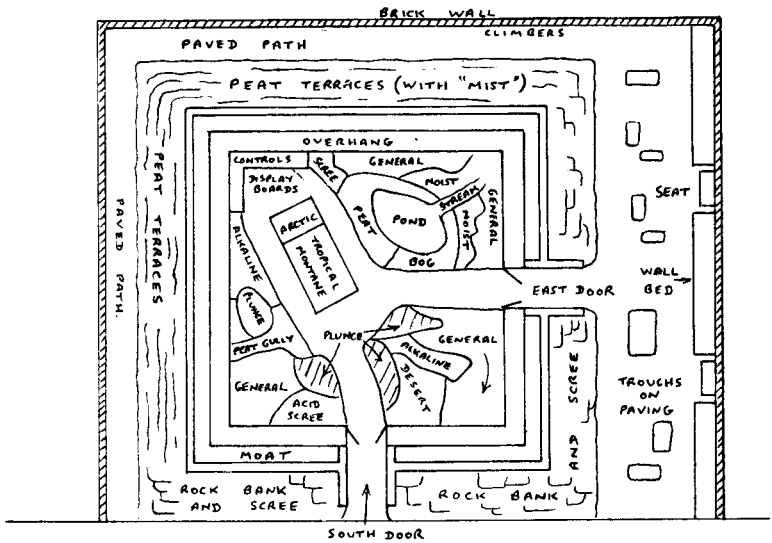 BRICK WALL
CLIMBERS
PAVED PATH
PEAT TERRACES (WITH "MIST")
OVERHANG
CONTROLS
SCREE
GENERAL
DISPLAY
BOARDS
MOIST
STREAM
GENERAL
PEAT TERRACES
PEAT
POND
MOIST
SEAT
ARCTIC
TROPICAL
MONTANE
BOG
PAVED PATH.
ALKALINE
WALL
BED
EAST DOOR
PLUNGE
PLUNGE
GENERAL
PEAT GULLY
ALKALINE
DESERT
GENERAL
ACID
SCREE
TROUGHS
ON
PAVING
AND SCREE
MOAT
ROCK BANK
AND SCREE
ROCK BANK
SOUTH DOOR